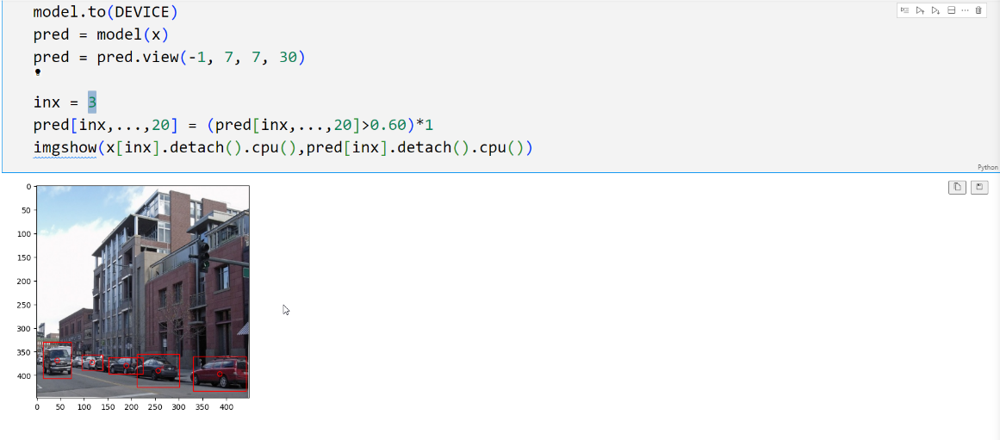 model.to(DEVICE)
pred = model(x)
pred = pred.view(-1, 7, 7, 30)
inx = 3
pred[inx,...,20] = (pred[inx,...,20]>0.60)*1
imgshow(x[inx].detach().cpu(),pred[inx].detach().cpu())
Python
0
50
100
150
200
250
300
350
400
0 50 100 150 200 250 300 350 400